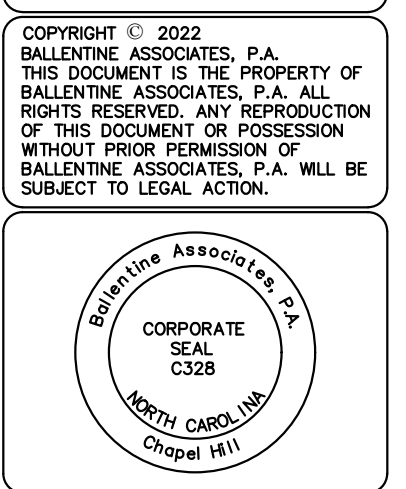 COPYRIGHT © 2022
BALLENTINE ASSOCIATES, P.A.
THIS DOCUMENT IS THE PROPERTY OF
BALLENTINE ASSOCIATES, P.A. ALL
RIGHTS RESERVED. ANY REPRODUCTION
OF THIS DOCUMENT OR POSSESSION
WITHOUT PRIOR PERMISSION OF
BALLENTINE ASSOCIATES, P.A. WILL BE
SUBJECT TO LEGAL ACTION.
Ballentine Associates, P.A.
CORPORATE
SEAL
C328
NORTH CAROLINA
Chapel Hill